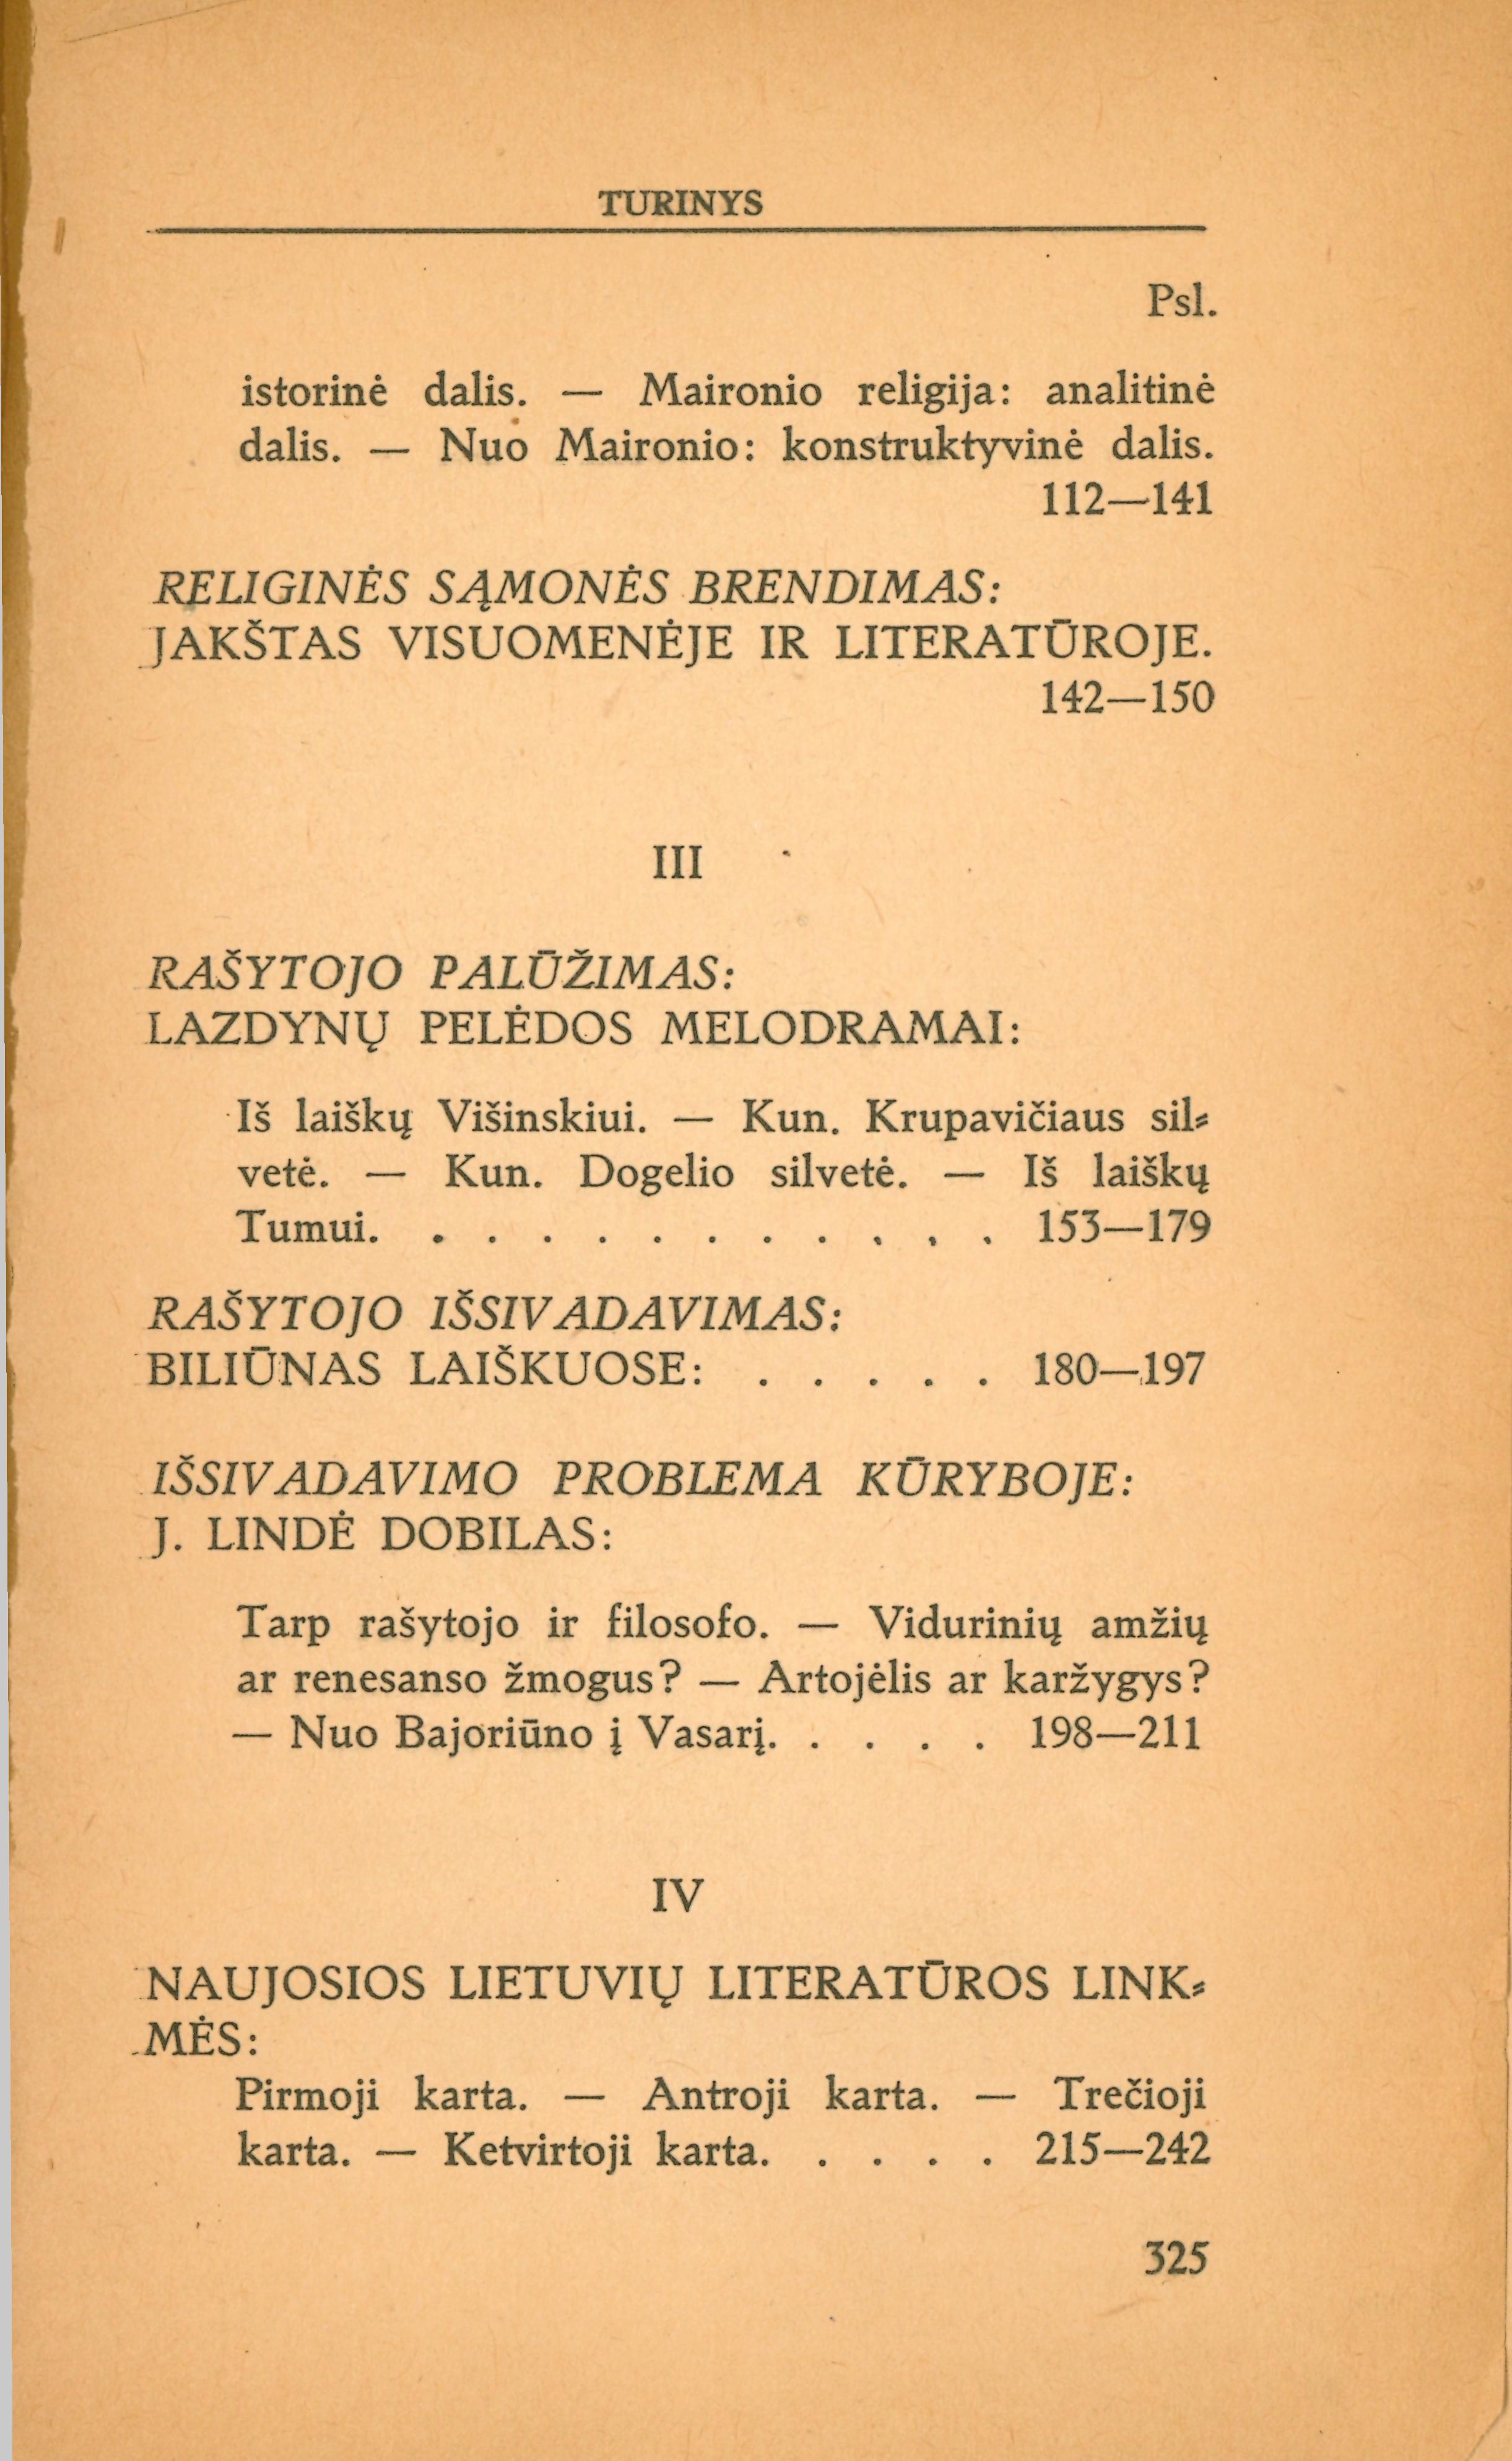 TURINYS
Psl.
istorinė dalis. — Maironio religija: analitinė
dalis. — Nuo Maironio: konstruktyvinė dalis.
112—141
RELIGINĖS SĄMONĖS BRENDIMAS:
JAKŠTAS VISUOMENĖJE IR LITERATŪROJE.
142—150
III
RAŠYTOJO PALŪŽIMAS:
LAZDYNŲ PELĖDOS MELODRAMAI:
Iš laiškų Višinskiui. — Kun. Krupavičiaus sil-
vetė. — Kun. Dogelio silvetė. — Iš laiškų
Tumui. . . . . . . . . . . . 153—179
RAŠYTOJO IŠSIVADAVIMAS:
BILIŪNAS LAIŠKUOSE: . . . . . 180—197
IŠSIVADAVIMO PROBLEMA KŪRYBOJE:
J. LINDĖ DOBILAS:
Tarp rašytojo ir filosofo. — Vidurinių amžių
ar renesanso žmogus? — Artojėlis ar karžygys?
— Nuo Bajoriūno į Vasarį. . . . . 198—211
IV
NAUJOSIOS LIETUVIŲ LITERATŪROS LINK-
MĖS:
Pirmoji karta. — Antroji karta. — Trečioji
karta. — Ketvirtoji karta. . . . . 215—242
325